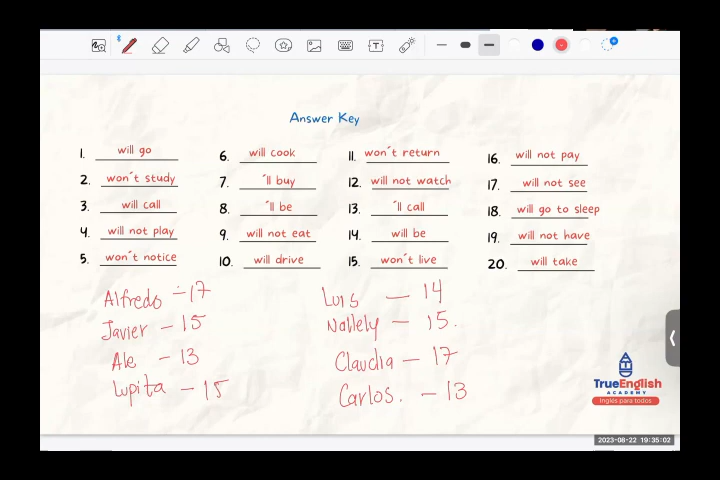 Answer Key
1. will go
2. won´t study
3. will call
4. will not play
5. won´t notice
6. will cook
7. ´ll buy
8. ´ll be
9. will not eat
10. will drive
11. won´t return
12. will not watch
13. ´ll call
14. will be
15. won´t live
16. will not pay
17. will not see
18. will go to sleep
19. will not have
20. will take
Alfredo - 17
Javier - 15
Ale - 13
Lupita - 15
Luis - 14
Nallely - 15.
Claudia - 17
Carlos. - 13
TrueEnglish
ACADEMY
Inglés para todos
2023-08-22 19:35:02